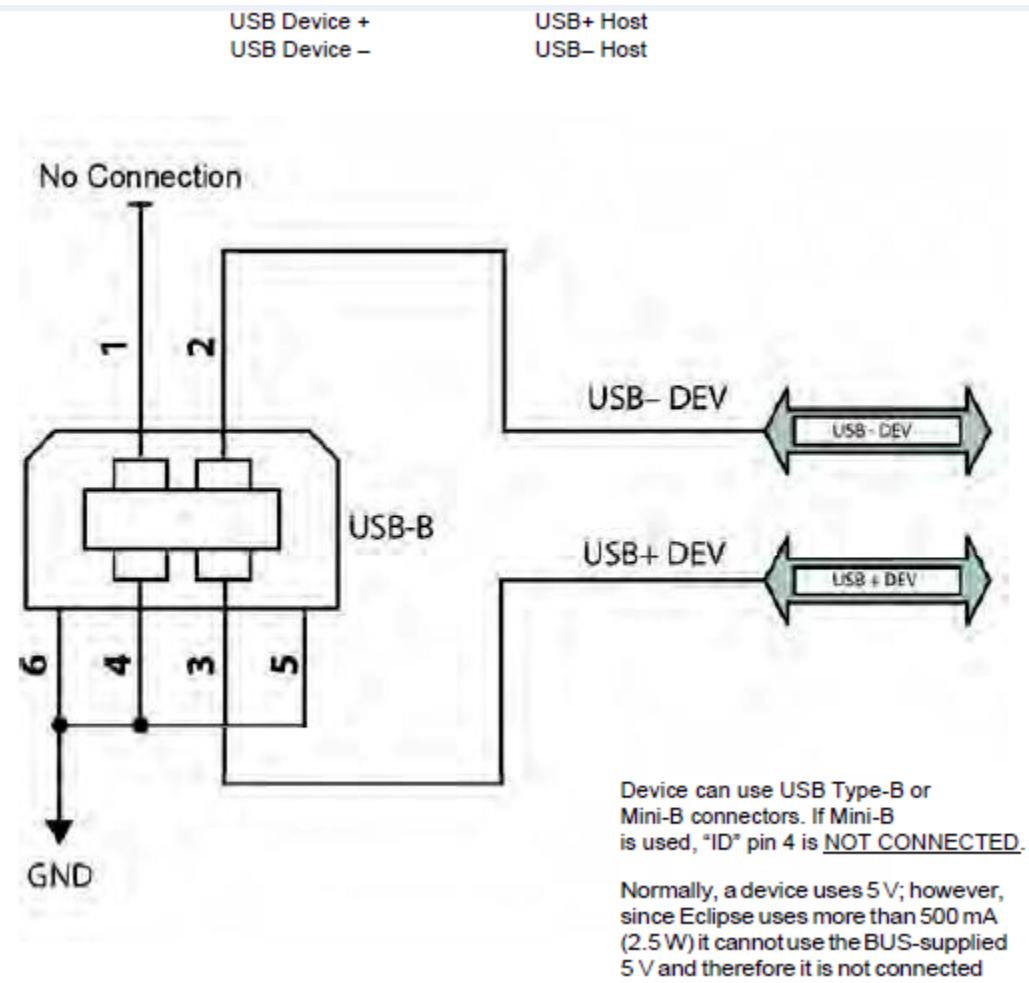 USB Device + USB+ Host
USB Device – USB– Host
No Connection
1 2
USB– DEV
USB - DEV
USB-B
USB+ DEV
USB + DEV
6 4 3 5
GND
Device can use USB Type-B or
Mini-B connectors. If Mini-B
is used, “ID” pin 4 is NOT CONNECTED.
Normally, a device uses 5 V; however,
since Eclipse uses more than 500 mA
(2.5 W) it cannot use the BUS-supplied
5 V and therefore it is not connected